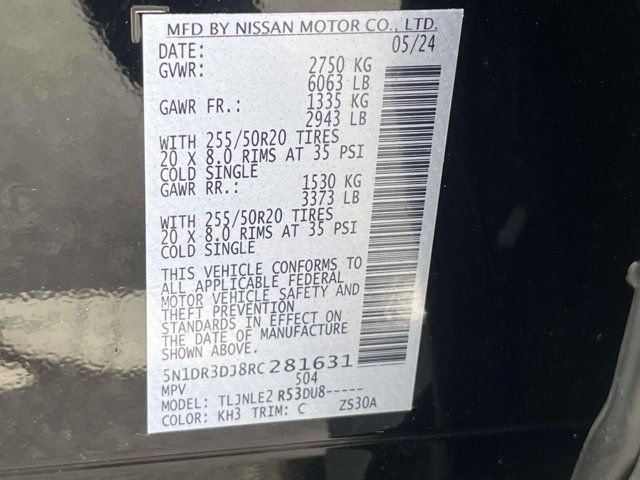 MFD BY NISSAN MOTOR CO., LTD.
DATE: 05/24
GVWR: 2750 KG
6063 LB
GAWR FR.: 1335 KG
2943 LB
WITH 255/50R20 TIRES
20 X 8.0 RIMS AT 35 PSI
COLD SINGLE
GAWR RR.: 1530 KG
3373 LB
WITH 255/50R20 TIRES
20 X 8.0 RIMS AT 35 PSI
COLD SINGLE
THIS VEHICLE CONFORMS TO
ALL APPLICABLE FEDERAL
MOTOR VEHICLE SAFETY AND
THEFT PREVENTION
STANDARDS IN EFFECT ON
THE DATE OF MANUFACTURE
SHOWN ABOVE.
5N1DR3DJ8RC281631
MPV 504
MODEL: TLJNLE2 R53DU8-----
COLOR: KH3 TRIM: C ZS30A